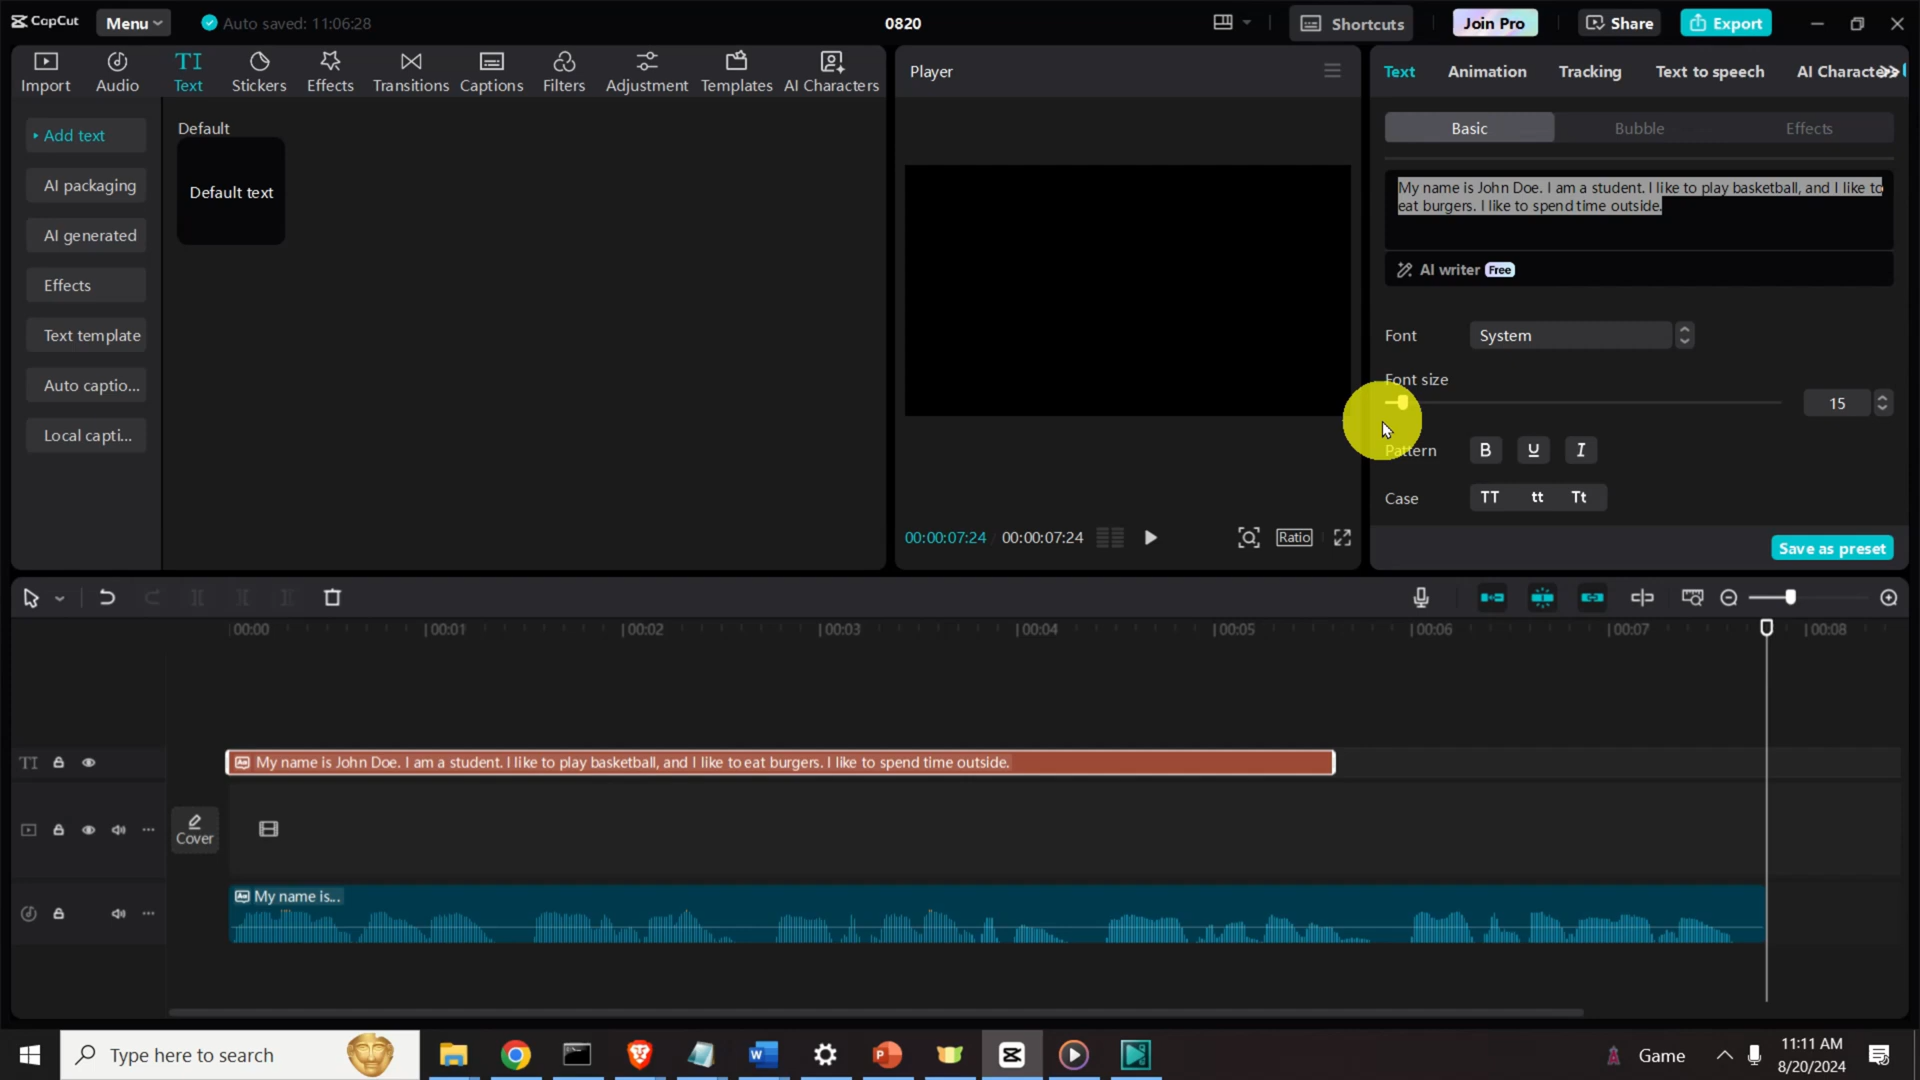 CapCut
Menu
Auto saved: 11:06:28
0820
Shortcuts
Join Pro
Share
Export
Import
Audio
TI
Text
Stickers
Effects
Transitions
Captions
Filters
Adjustment
Templates
AI Characters
Player
Text
Animation
Tracking
Text to speech
AI Characte
Add text
AI packaging
AI generated
Effects
Text template
Auto captio...
Local capti...
Default
Default text
Basic
Bubble
Effects
My name is John Doe. I am a student. I like to play basketball, and I like to
eat burgers. I like to spend time outside.
AI writer Free
Font
System
Font size
15
Pattern
B
U
I
Case
TT
tt
Tt
Save as preset
00:00:07:24
00:00:07:24
Ratio
00:00
00:01
00:02
00:03
00:04
00:05
00:06
00:07
00:08
TI
My name is John Doe. I am a student. I like to play basketball, and I like to eat burgers. I like to spend time outside.
Cover
My name is...
Type here to search
Game
11:11 AM
8/20/2024